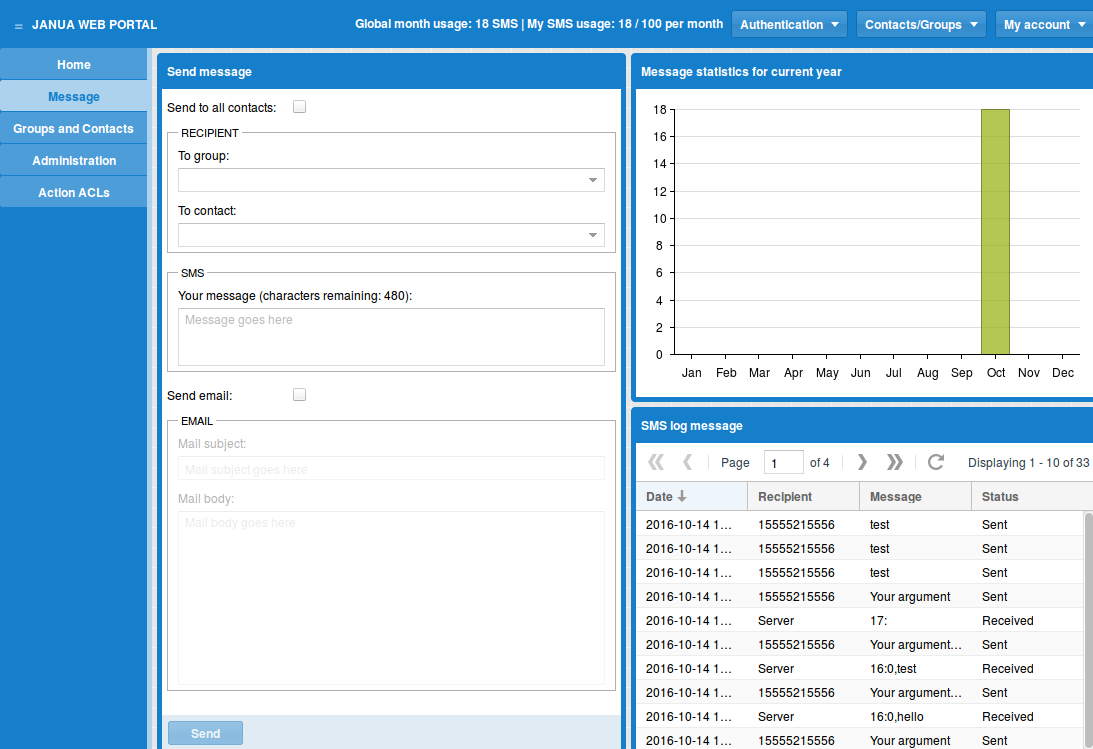 JANUA WEB PORTAL
Global month usage: 18 SMS | My SMS usage: 18 / 100 per month
Authentication
Contacts/Groups
My account
Home
Message
Groups and Contacts
Administration
Action ACLs
Send message
Send to all contacts:
RECIPIENT
To group:
To contact:
SMS
Your message (characters remaining: 480):
Message goes here
Send email:
EMAIL
Mail subject:
Mail subject goes here
Mail body:
Mail body goes here
Send
Message statistics for current year
18
16
14
12
10
8
6
4
2
0
Jan Feb Mar Apr May Jun Jul Aug Sep Oct Nov Dec
SMS log message
Page 1 of 4 Displaying 1 - 10 of 33
Date Recipient Message Status
2016-10-14 1... 15555215556 test Sent
2016-10-14 1... 15555215556 test Sent
2016-10-14 1... 15555215556 test Sent
2016-10-14 1... 15555215556 Your argument Sent
2016-10-14 1... Server 17: Received
2016-10-14 1... 15555215556 Your argument... Sent
2016-10-14 1... Server 16:0,test Received
2016-10-14 1... 15555215556 Your argument... Sent
2016-10-14 1... Server 16:0,hello Received
2016-10-14 1... 15555215556 Your argument Sent